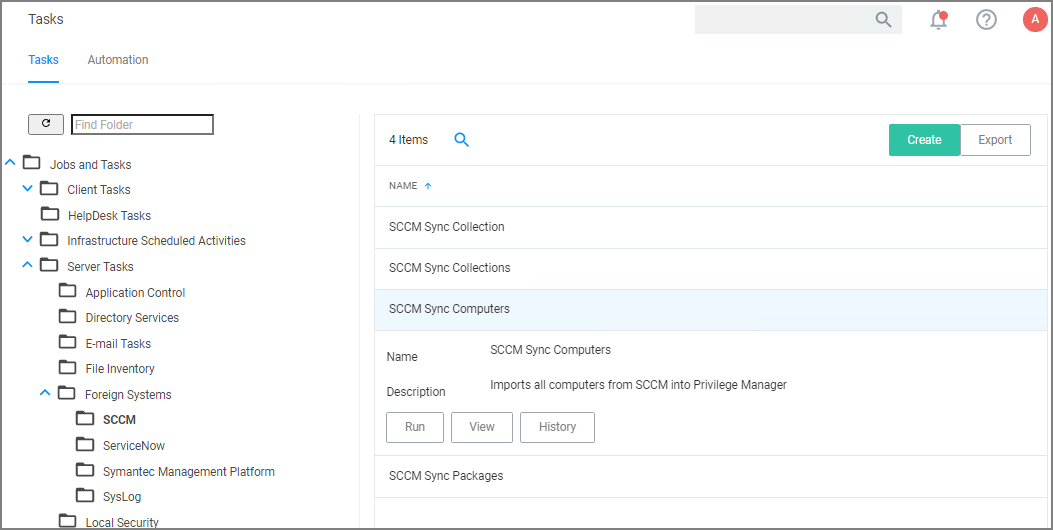 Tasks
A
Tasks Automation
Find Folder
Jobs and Tasks
Client Tasks
HelpDesk Tasks
Infrastructure Scheduled Activities
Server Tasks
Application Control
Directory Services
E-mail Tasks
File Inventory
Foreign Systems
SCCM
ServiceNow
Symantec Management Platform
SysLog
Local Security
4 Items Create Export
NAME
SCCM Sync Collection
SCCM Sync Collections
SCCM Sync Computers
Name SCCM Sync Computers
Description Imports all computers from SCCM into Privilege Manager
Run View History
SCCM Sync Packages